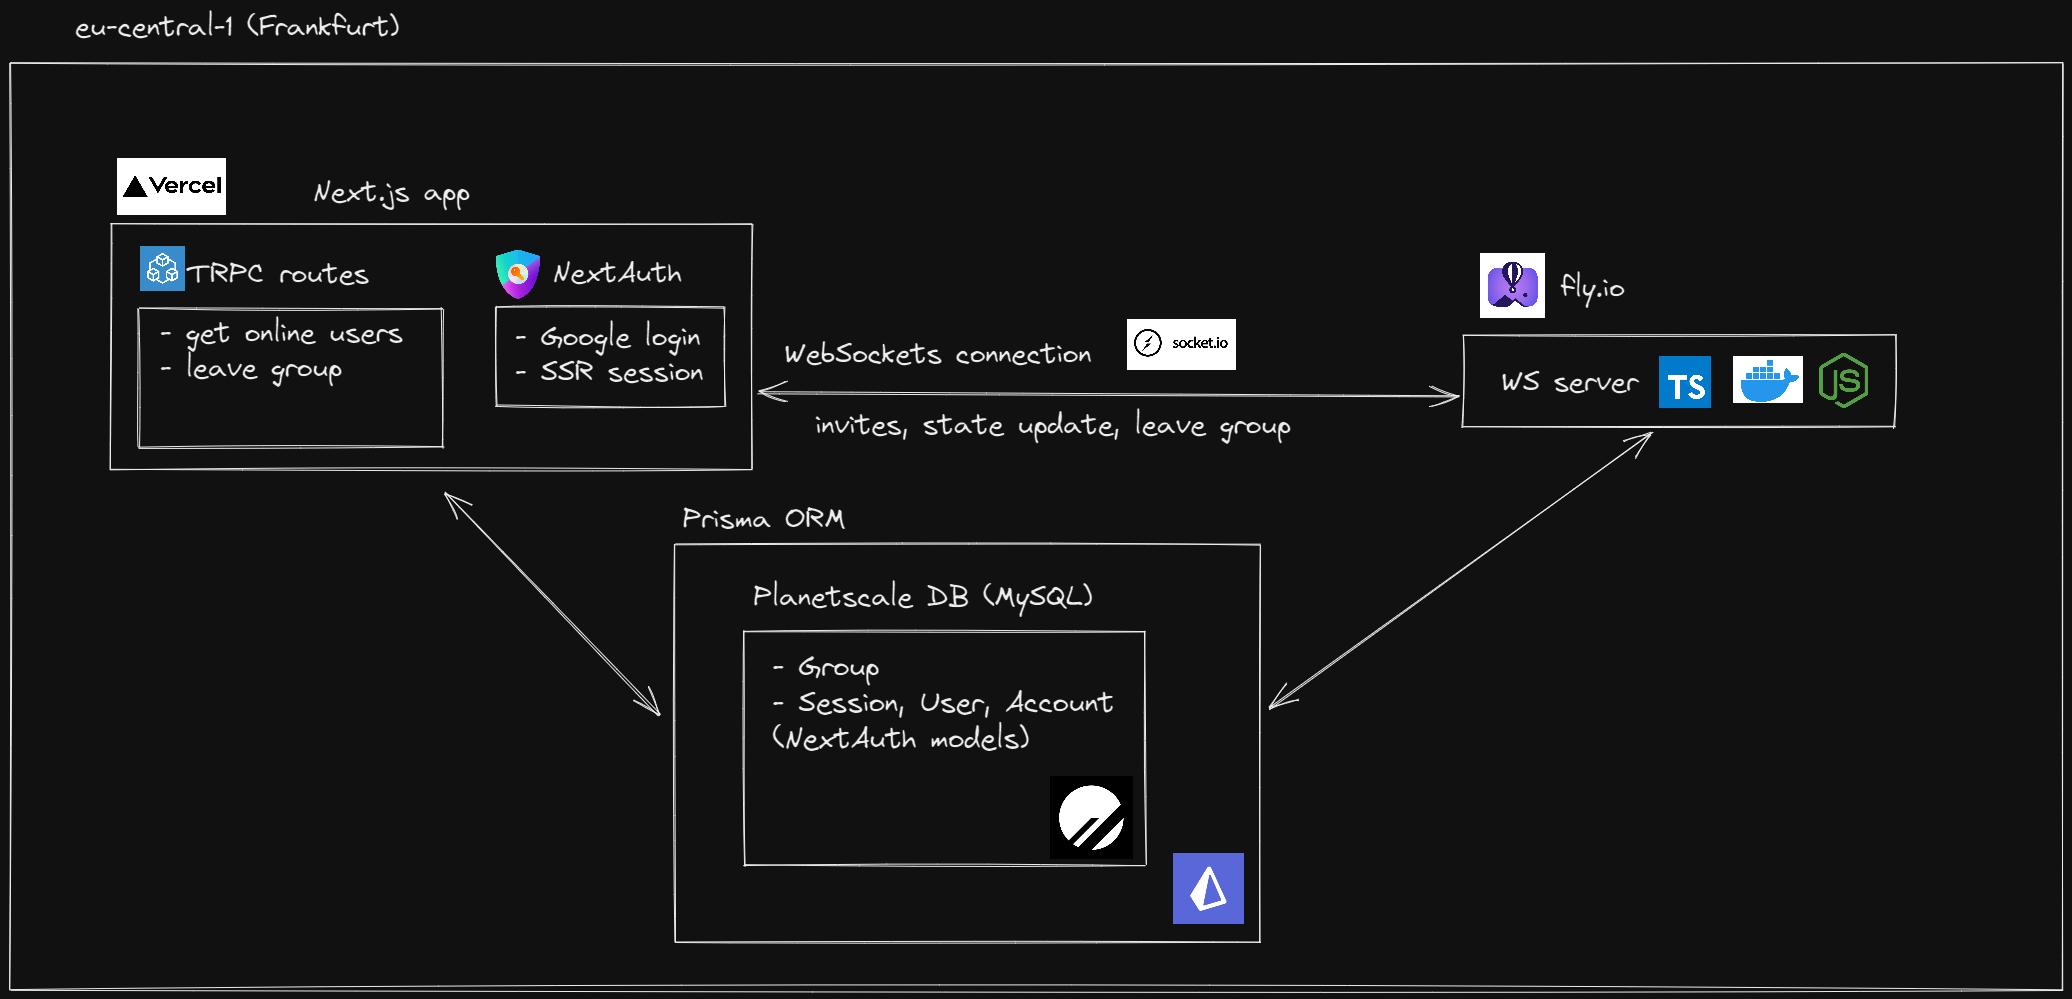 eu-central-1 (Frankfurt)
Vercel
Next.js app
TRPC routes
- get online users
- leave group
NextAuth
- Google login
- SSR session
WebSockets connection
socket.io
invites, state update, leave group
fly.io
WS server
TS
JS
Prisma ORM
Planetscale DB (MySQL)
- Group
- Session, User, Account
(NextAuth models)